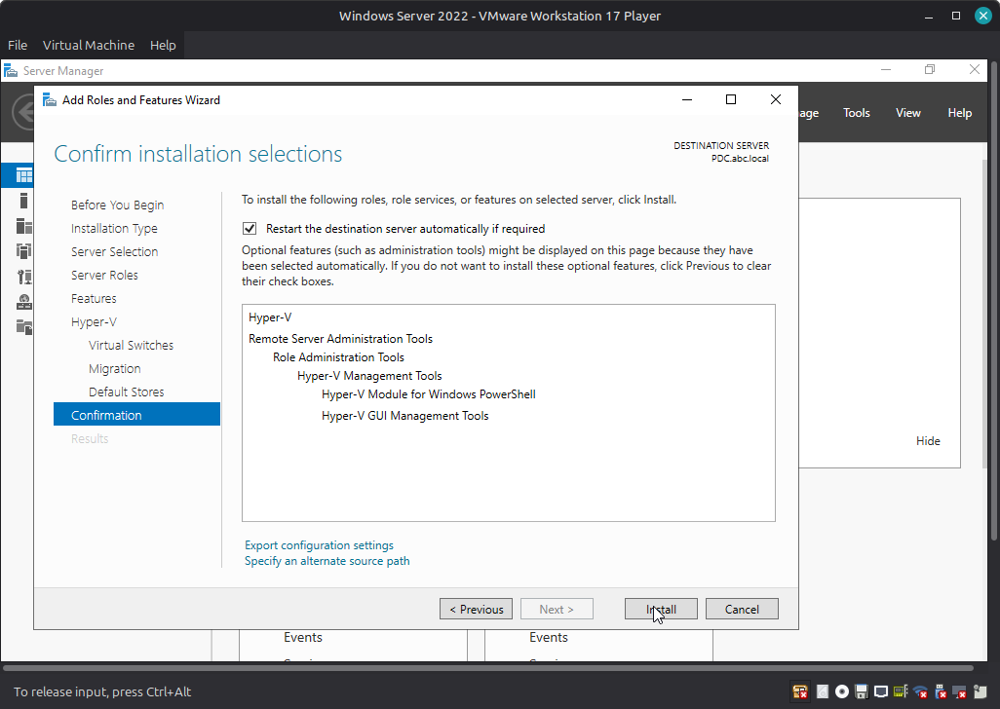 Windows Server 2022 - VMware Workstation 17 Player
File Virtual Machine Help
Server Manager
Add Roles and Features Wizard
age Tools View Help
Confirm installation selections
DESTINATION SERVER
PDC.abc.local
Before You Begin
Installation Type
Server Selection
Server Roles
Features
Hyper-V
Virtual Switches
Migration
Default Stores
Confirmation
Results
To install the following roles, role services, or features on selected server, click Install.
Restart the destination server automatically if required
Optional features (such as administration tools) might be displayed on this page because they have
been selected automatically. If you do not want to install these optional features, click Previous to clear
their check boxes.
Hyper-V
Remote Server Administration Tools
Role Administration Tools
Hyper-V Management Tools
Hyper-V Module for Windows PowerShell
Hyper-V GUI Management Tools
Hide
Export configuration settings
Specify an alternate source path
< Previous Next > Install Cancel
Events Events
To release input, press Ctrl+Alt